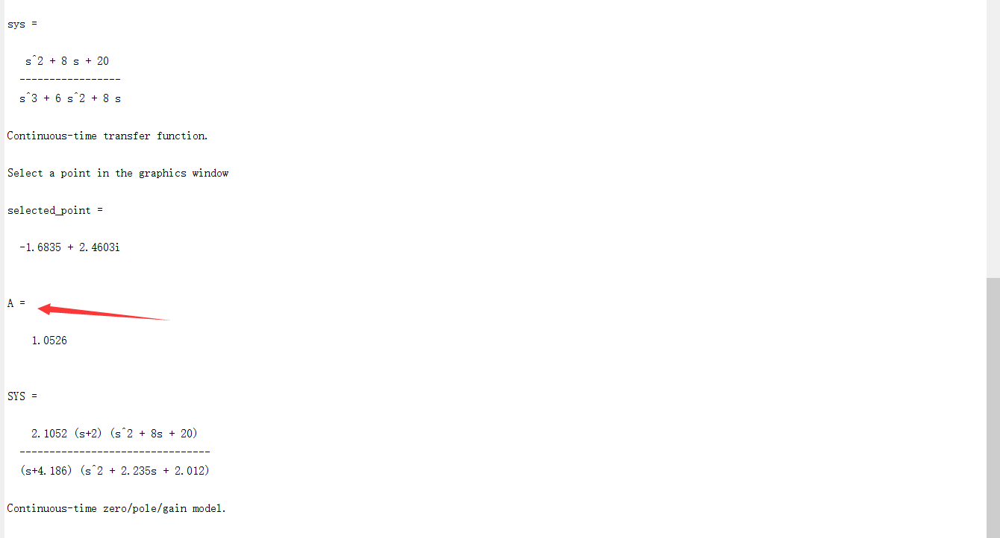 sys =
s^2 + 8 s + 20
-----------------
s^3 + 6 s^2 + 8 s
Continuous-time transfer function.
Select a point in the graphics window
selected_point =
-1.6835 + 2.4603i
A =
1.0526
SYS =
2.1052 (s+2) (s^2 + 8s + 20)
--------------------------------
(s+4.186) (s^2 + 2.235s + 2.012)
Continuous-time zero/pole/gain model.